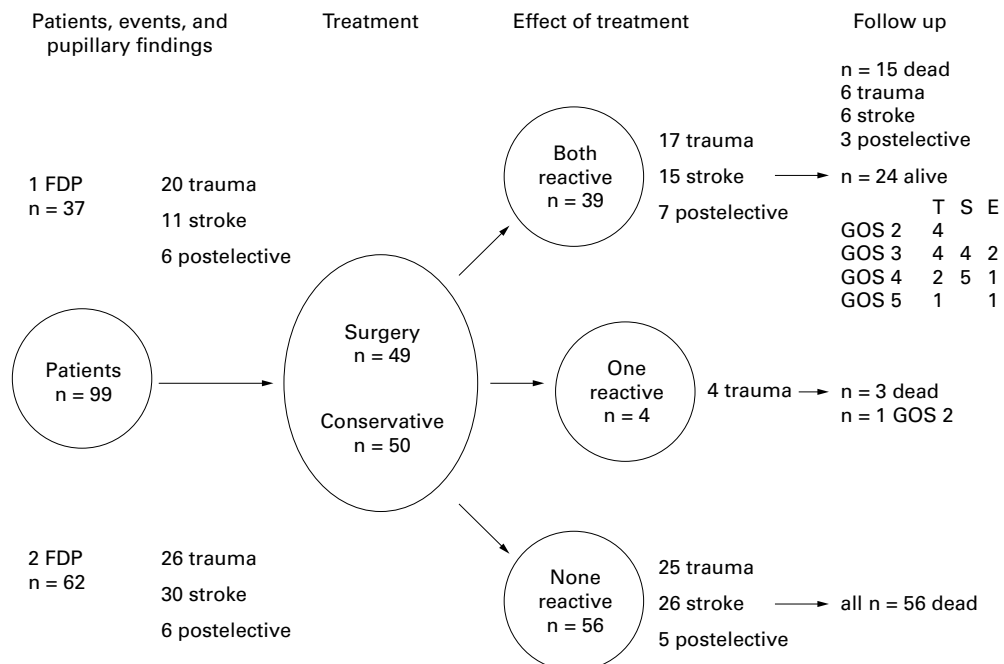 Patients, events, and
pupillary findings
Treatment
Effect of treatment
Follow up
1 FDP
n = 37
20 trauma
11 stroke
6 postelective
Patients
n = 99
2 FDP
n = 62
26 trauma
30 stroke
6 postelective
Surgery
n = 49
Conservative
n = 50
Both
reactive
n = 39
17 trauma
15 stroke
7 postelective
n = 15 dead
6 trauma
6 stroke
3 postelective
n = 24 alive
T S E
GOS 2 4
GOS 3 4 4 2
GOS 4 2 5 1
GOS 5 1 1
One
reactive
n = 4
4 trauma
n = 3 dead
n = 1 GOS 2
None
reactive
n = 56
25 trauma
26 stroke
5 postelective
all n = 56 dead